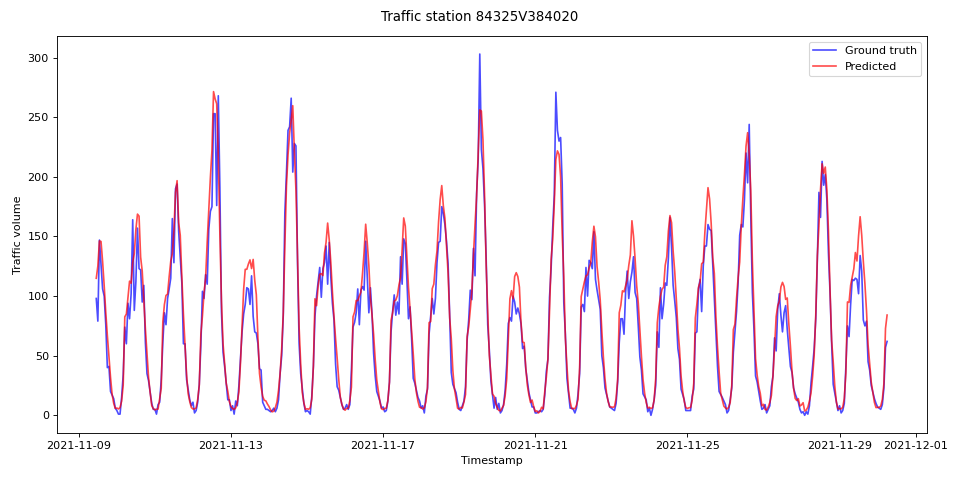 Traffic station 84325V384020
Ground truth
Predicted
300
250
200
150
100
50
0
Traffic volume
2021-11-09 2021-11-13 2021-11-17 2021-11-21 2021-11-25 2021-11-29 2021-12-01
Timestamp